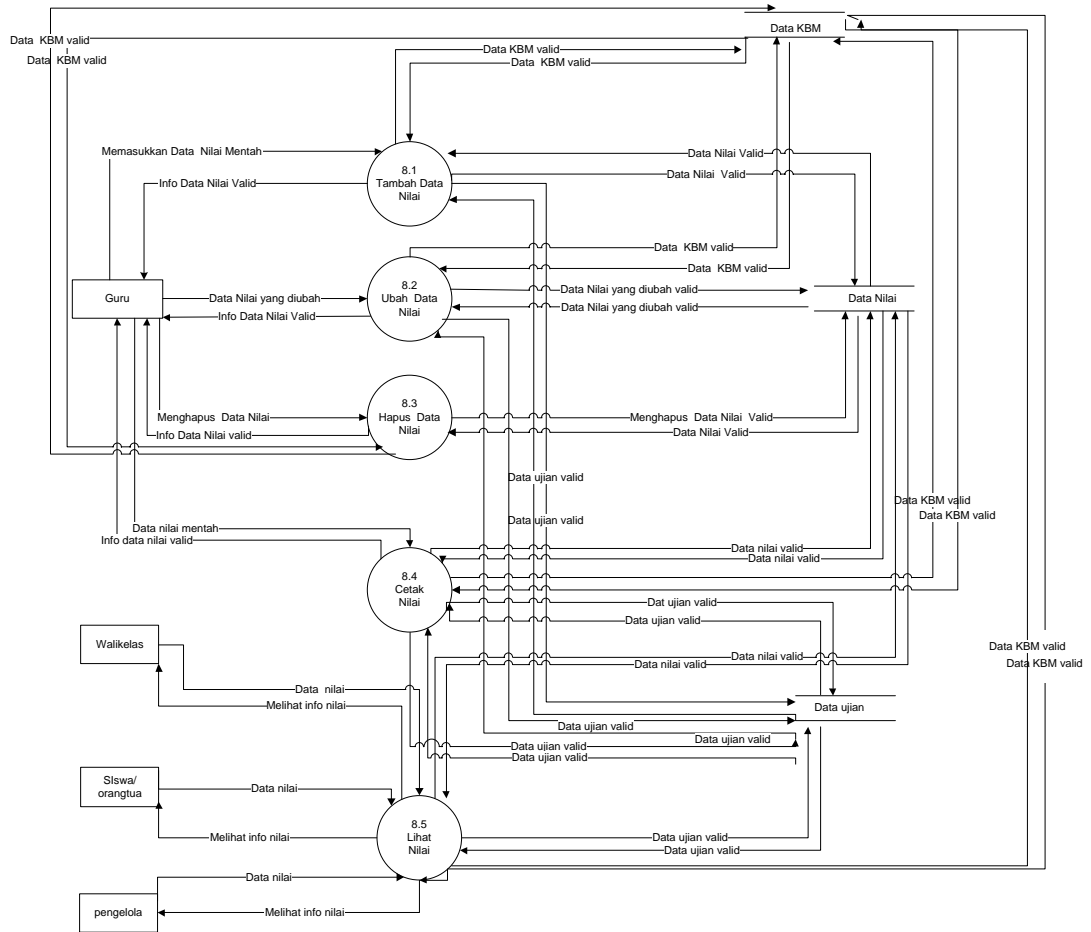 Data KBM
Data KBM valid
Data KBM valid
Data KBM valid
Data KBM valid
Memasukkan Data Nilai Mentah
8.1
Tambah Data
Nilai
Data Nilai Valid
Info Data Nilai Valid
Data Nilai Valid
Data KBM valid
Data KBM valid
8.2
Ubah Data
Nilai
Guru
Data Nilai yang diubah
Data Nilai yang diubah valid
Data Nilai
Info Data Nilai Valid
Data Nilai yang diubah valid
8.3
Hapus Data
Nilai
Menghapus Data Nilai
Menghapus Data Nilai Valid
Info Data Nilai valid
Data Nilai Valid
Data ujian valid
Data KBM valid
Data KBM valid
Data ujian valid
Data nilai mentah
Info data nilai valid
Data nilai valid
Data nilai valid
8.4
Cetak
Nilai
Dat ujian valid
Data ujian valid
Walikelas
Data KBM valid
Data nilai valid
Data nilai valid
Data KBM valid
Data nilai
Melihat info nilai
Data ujian
Data ujian valid
Data ujian valid
Data ujian valid
Data ujian valid
SIswa/
orangtua
Data nilai
8.5
Lihat
Nilai
Melihat info nilai
Data ujian valid
Data ujian valid
Data nilai
pengelola
Melihat info nilai